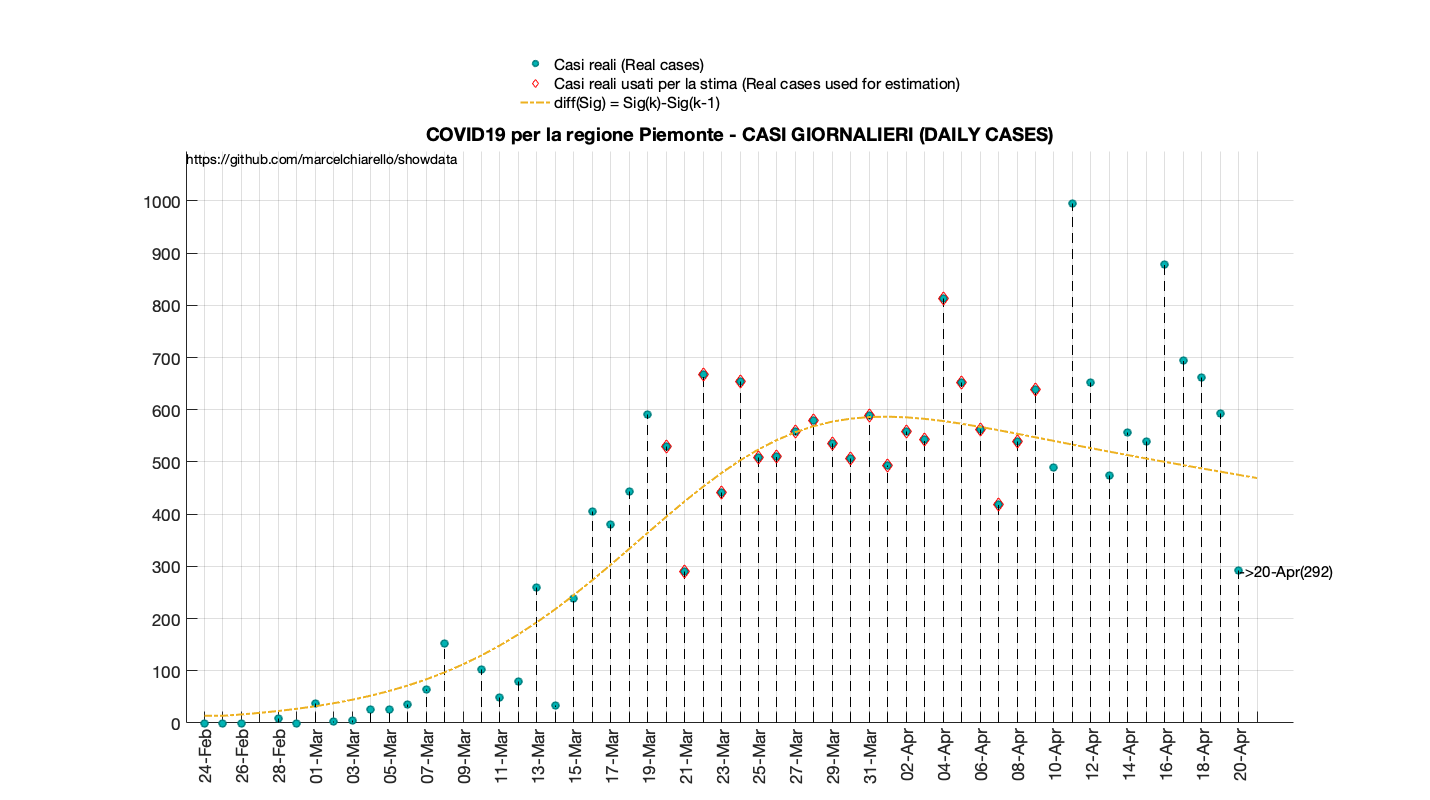 Casi reali (Real cases)
Casi reali usati per la stima (Real cases used for estimation)
diff(Sig) = Sig(k)-Sig(k-1)
COVID19 per la regione Piemonte - CASI GIORNALIERI (DAILY CASES)
https://github.com/marcelchiarello/showdata
1000
900
800
700
600
500
400
300
200
100
0
->20-Apr(292)
24-Feb
26-Feb
28-Feb
01-Mar
03-Mar
05-Mar
07-Mar
09-Mar
11-Mar
13-Mar
15-Mar
17-Mar
19-Mar
21-Mar
23-Mar
25-Mar
27-Mar
29-Mar
31-Mar
02-Apr
04-Apr
06-Apr
08-Apr
10-Apr
12-Apr
14-Apr
16-Apr
18-Apr
20-Apr